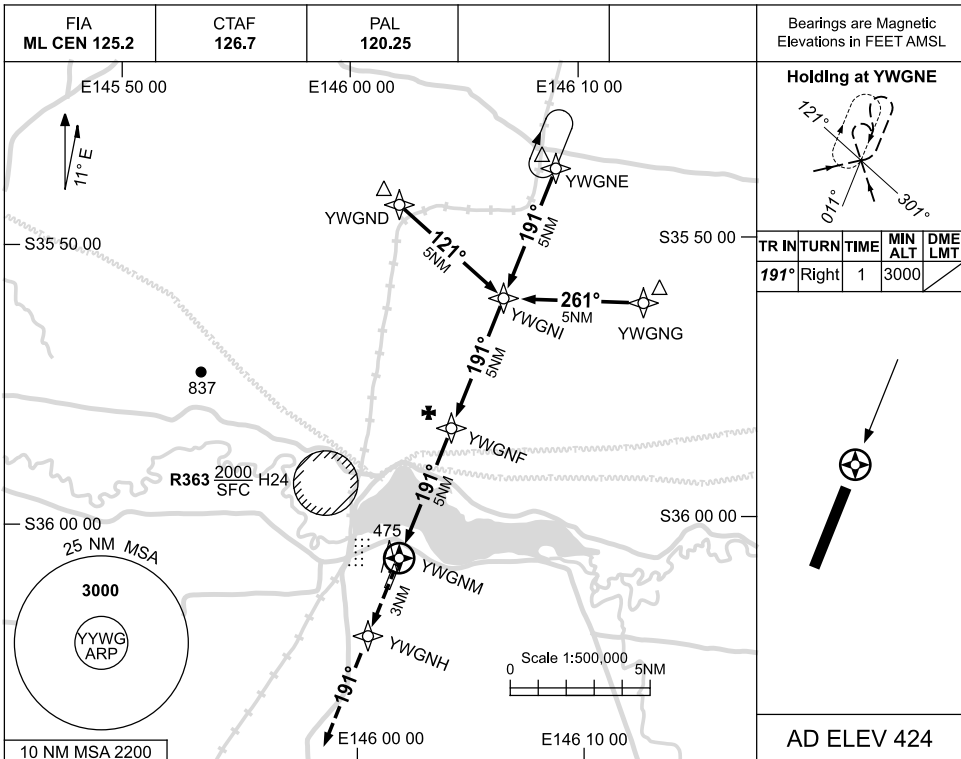 FIA
ML CEN 125.2
CTAF
126.7
PAL
120.25
Bearings are Magnetic
Elevations in FEET AMSL
E145 50 00
E146 00 00
E146 10 00
11° E
Holding at YWGNE
121°
011°
301°
TR IN TURN TIME MIN ALT DME LMT
191° Right 1 3000
YWGNE
YWGND
191°
5NM
121°
5NM
S35 50 00
S35 50 00
261°
5NM
YWGNI
YWGNG
191°
5NM
837
YWGNF
R363 2000 SFC H24
191°
5NM
S36 00 00
S36 00 00
475
YWGNM
3NM
25 NM MSA
3000
YYWG
ARP
YWGNH
Scale 1:500,000
0 5NM
191°
E146 00 00
E146 10 00
10 NM MSA 2200
AD ELEV 424